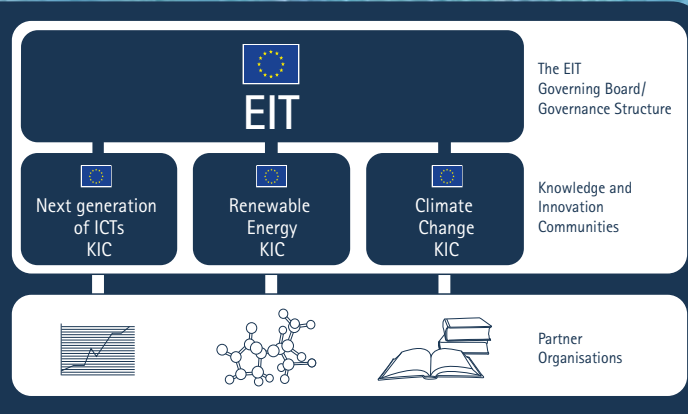 EIT
The EIT
Governing Board/
Governance Structure
Next generation
of ICTs
KIC
Renewable
Energy
KIC
Climate
Change
KIC
Knowledge and
Innovation
Communities
Partner
Organisations